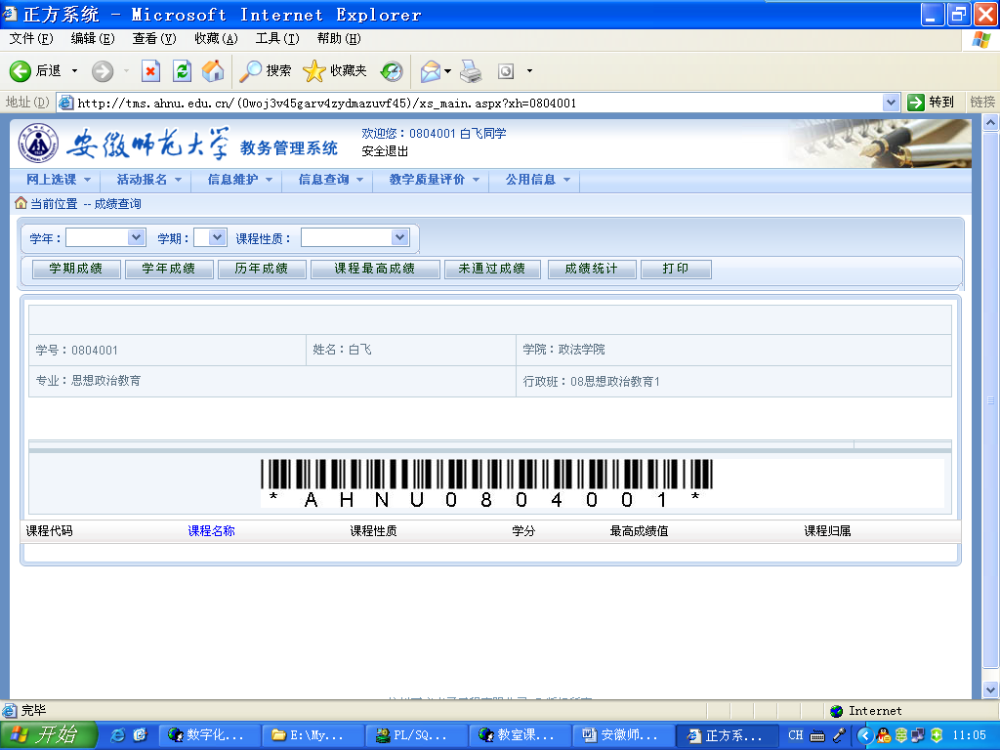 正方系统 - Microsoft Internet Explorer
文件(F) 编辑(E) 查看(V) 收藏(A) 工具(T) 帮助(H)
后退 搜索 收藏夹
地址(D) http://tms.ahnu.edu.cn/(0woj3v45garv4zydmazuvf45)/xs_main.aspx?xh=0804001 转到 链接
安徽师范大学 教务管理系统
欢迎您：0804001 白飞同学
安全退出
网上选课 活动报名 信息维护 信息查询 教学质量评价 公用信息
当前位置 -- 成绩查询
学年： 学期： 课程性质：
学期成绩 学年成绩 历年成绩 课程最高成绩 未通过成绩 成绩统计 打印
学号：0804001 姓名：白飞 学院：政法学院
专业：思想政治教育 行政班：08思想政治教育1
* A H N U 0 8 0 4 0 0 1 *
课程代码 课程名称 课程性质 学分 最高成绩值 课程归属
完毕 Internet
开始 数字化... E:\My... PL/SQ... 教室课... 安徽师... 正方系... CH 11:05